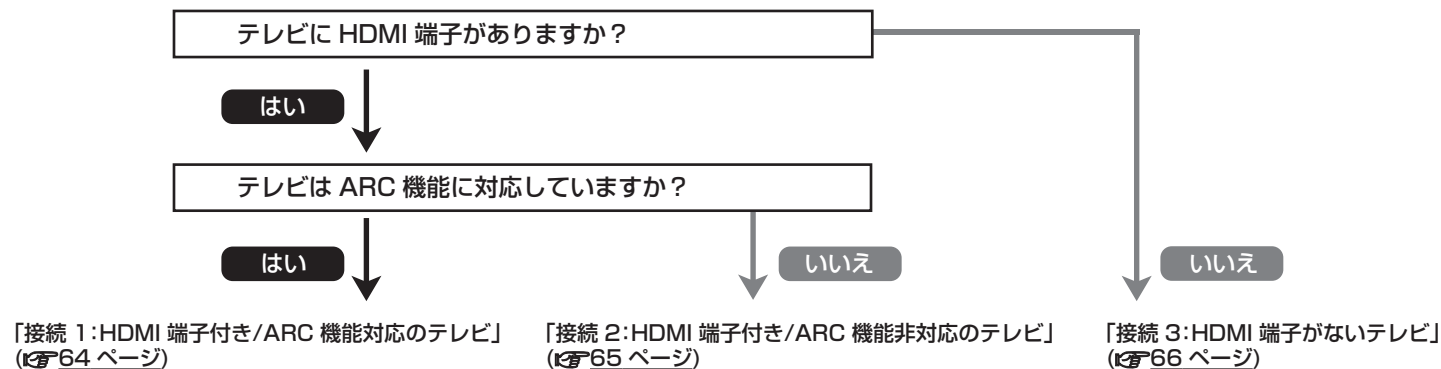 テレビに HDMI 端子がありますか？
はい
テレビは ARC 機能に対応していますか？
はい
いいえ
いいえ
「接続 1：HDMI 端子付き/ARC 機能対応のテレビ」
(☞64 ページ)
「接続 2：HDMI 端子付き/ARC 機能非対応のテレビ」
(☞65 ページ)
「接続 3：HDMI 端子がないテレビ」
(☞66 ページ)